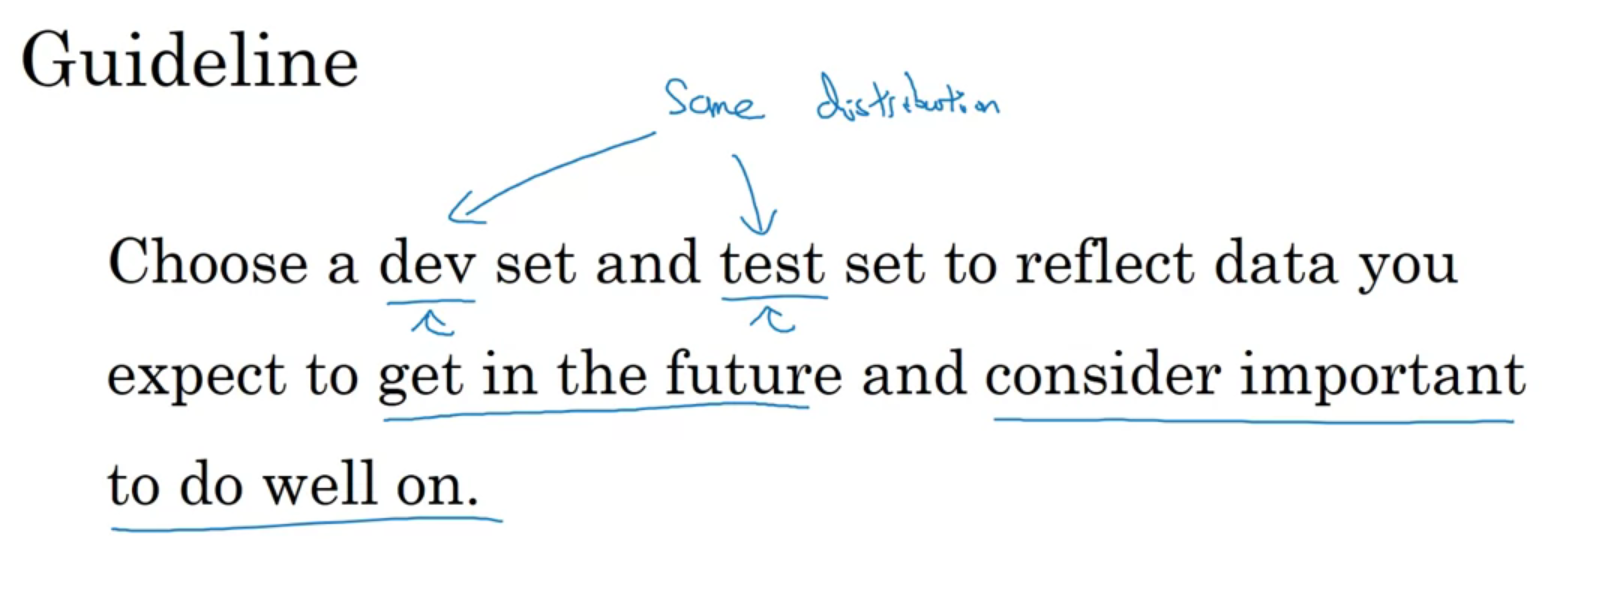 Guideline
Same distribution
Choose a dev set and test set to reflect data you
expect to get in the future and consider important
to do well on.